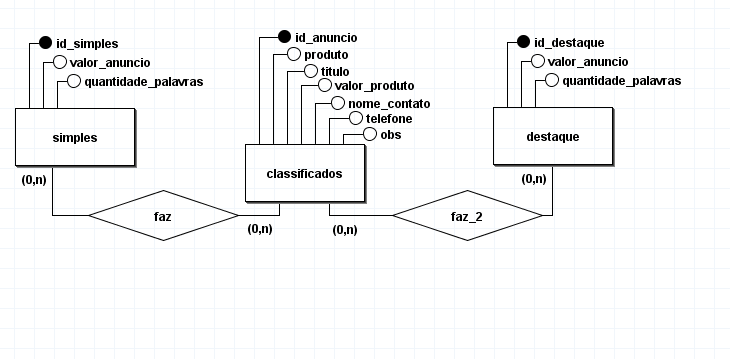 id_simples
valor_anuncio
quantidade_palavras
simples
(0,n)
faz
id_anuncio
produto
titulo
valor_produto
nome_contato
telefone
obs
classificados
(0,n)
(0,n)
faz_2
id_destaque
valor_anuncio
quantidade_palavras
destaque
(0,n)